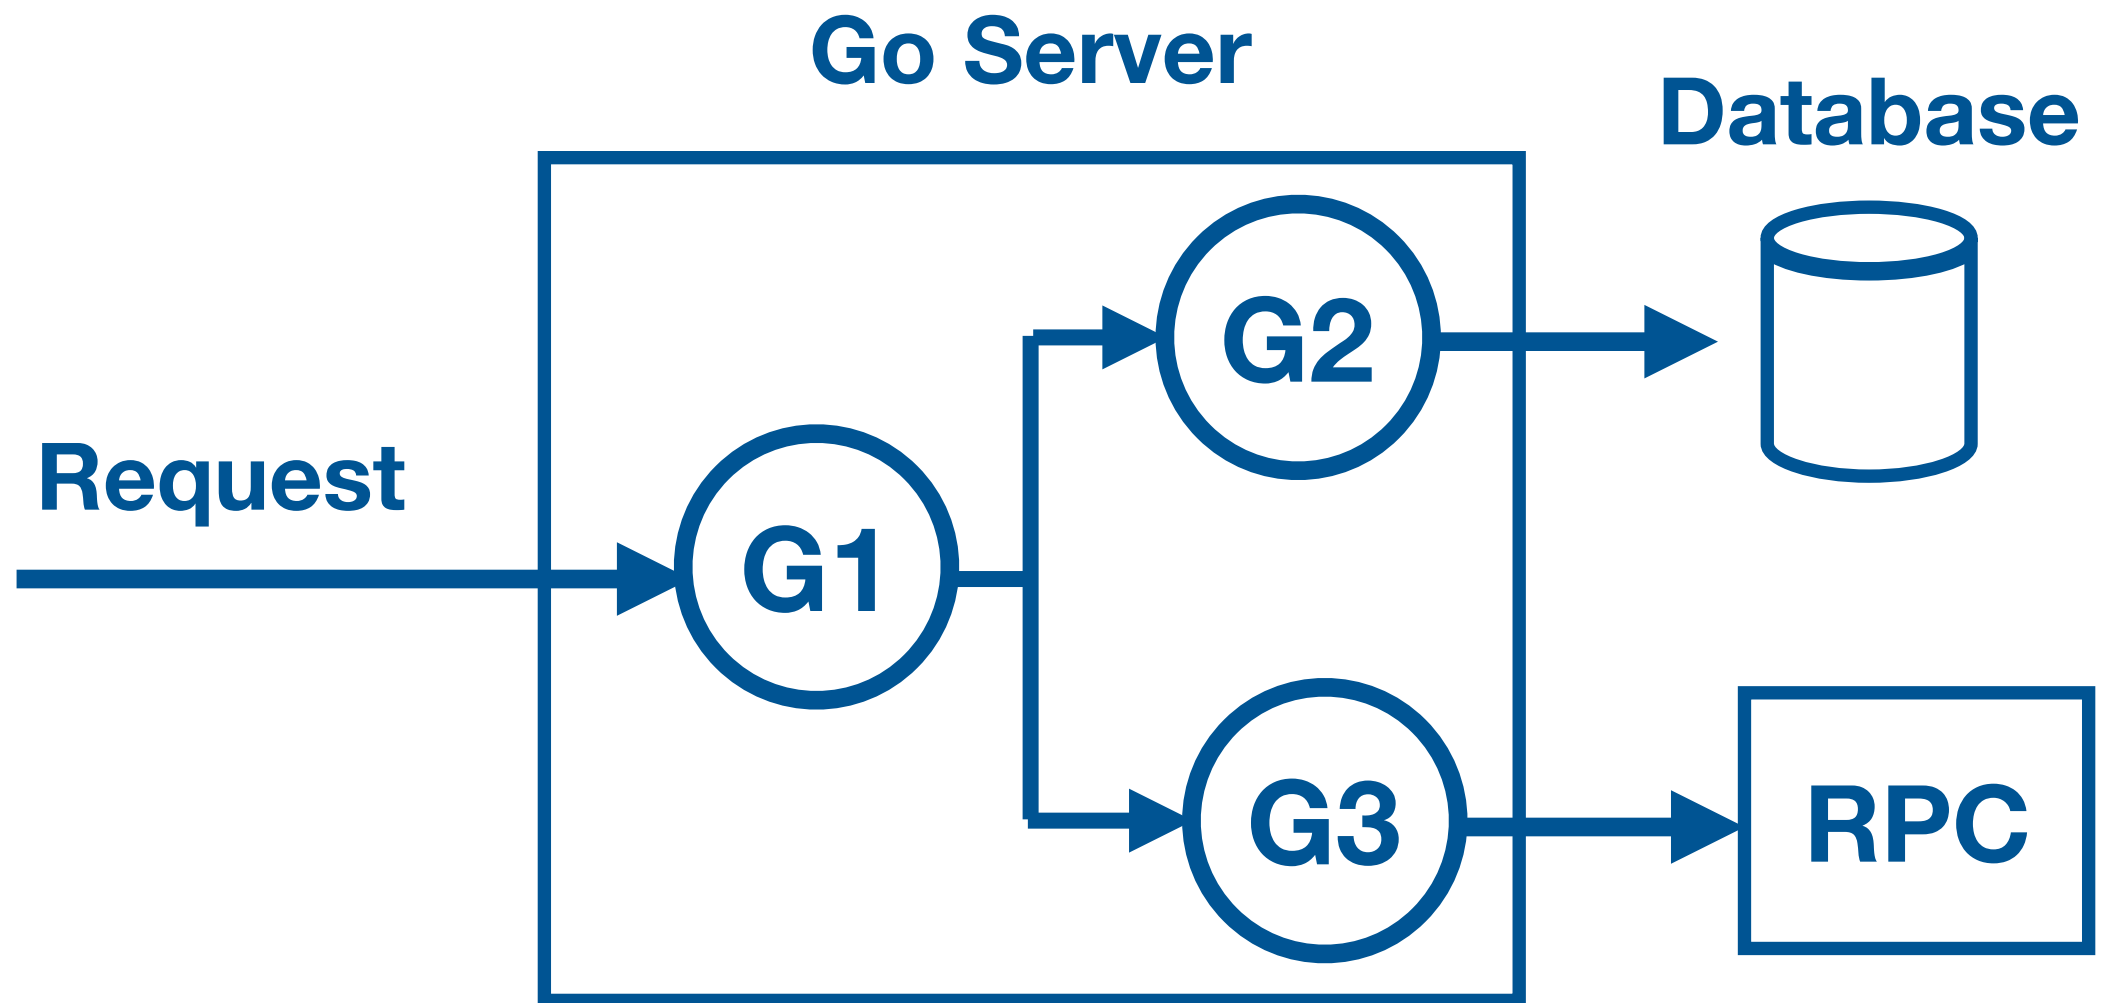 Go Server
Database
Request
G1
G2
G3
RPC